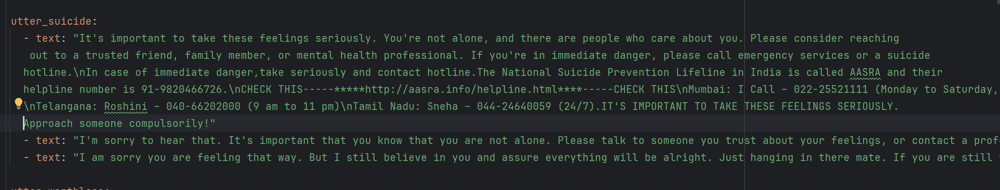 utter_suicide:
- text: "It's important to take these feelings seriously. You're not alone, and there are people who care about you. Please consider reaching
out to a trusted friend, family member, or mental health professional. If you're in immediate danger, please call emergency services or a suicide
hotline.\nIn case of immediate danger,take seriously and contact hotline.The National Suicide Prevention Lifeline in India is called AASRA and their
helpline number is 91-9820466726.\nCHECK THIS-----*****http://aasra.info/helpline.html****-----CHECK THIS\nMumbai: I Call – 022-25521111 (Monday to Saturday,
\nTelangana: Roshini – 040-66202000 (9 am to 11 pm)\nTamil Nadu: Sneha – 044-24640059 (24/7).IT'S IMPORTANT TO TAKE THESE FEELINGS SERIOUSLY.
Approach someone compulsorily!"
- text: "I'm sorry to hear that. It's important that you know that you are not alone. Please talk to someone you trust about your feelings, or contact a
- text: "I am sorry you are feeling that way. But I still believe in you and assure everything will be alright. Just hanging in there mate. If you are still